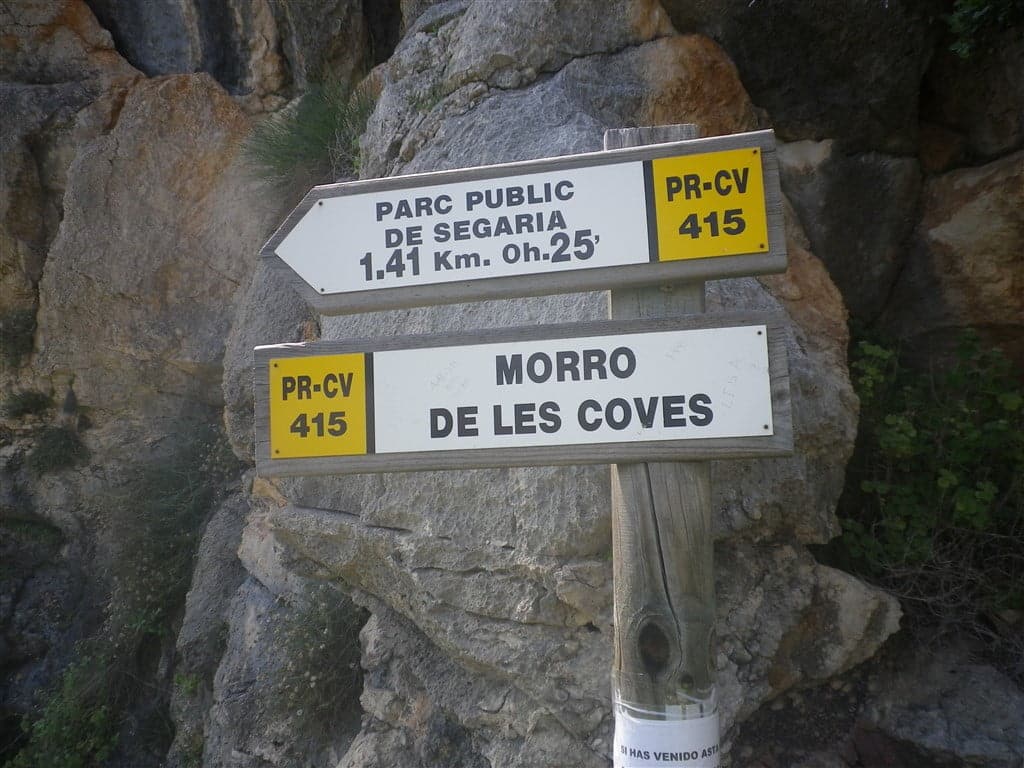 PARC PUBLIC
DE SEGARIA
1.41 Km. 0h.25'
PR-CV
415
PR-CV
415
MORRO
DE LES COVES
SI HAS VENIDO